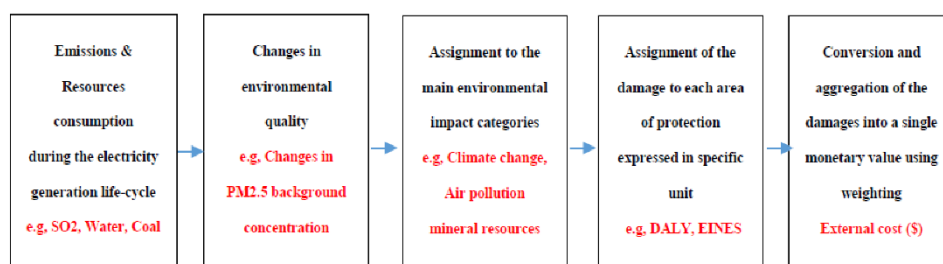 Emissions &
Resources
consumption
during the electricity
generation life-cycle
e.g, SO2, Water, Coal
Changes in
environmental
quality
e.g, Changes in
PM2.5 background
concentration
Assignment to the
main environmental
impact categories
e.g, Climate change,
Air pollution
mineral resources
Assignment of the
damage to each area
of protection
expressed in specific
unit
e.g, DALY, EINES
Conversion and
aggregation of the
damages into a single
monetary value using
weighting
External cost ($)